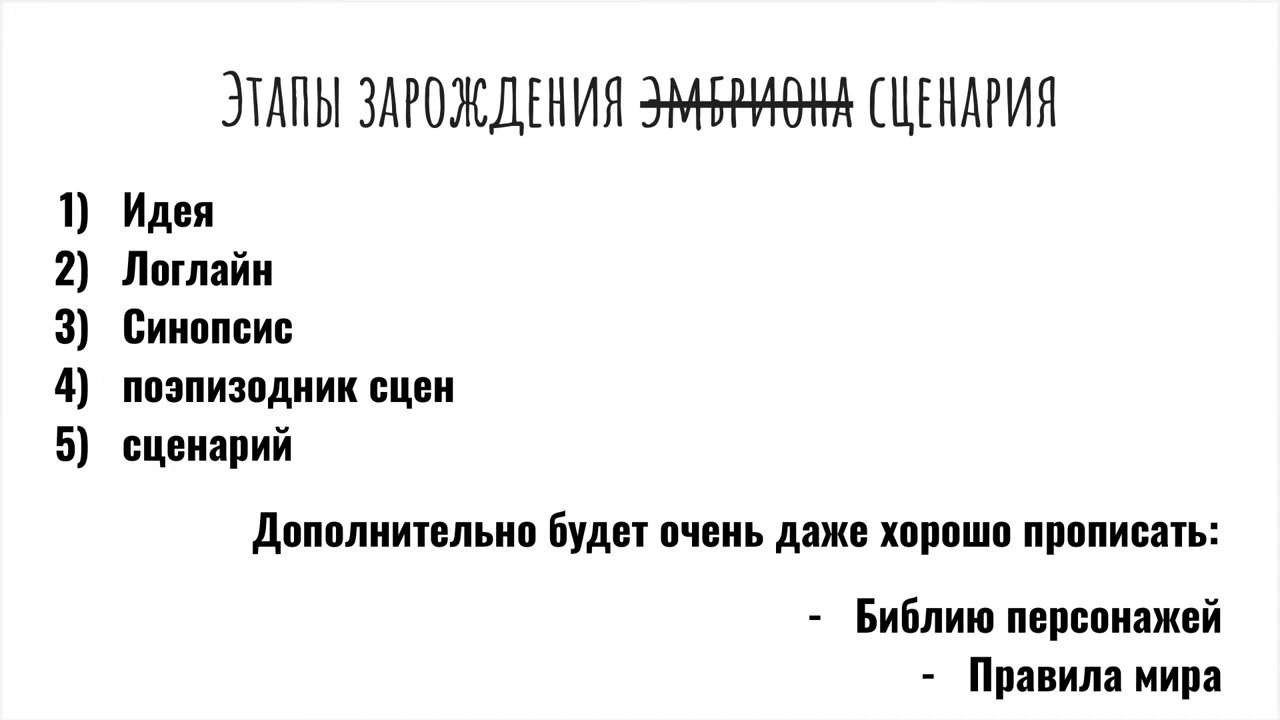 Этапы зарождения эмбриона сценария
1) Идея
2) Логлайн
3) Синопсис
4) поэпизодник сцен
5) сценарий
Дополнительно будет очень даже хорошо прописать:
- Библию персонажей
- Правила мира